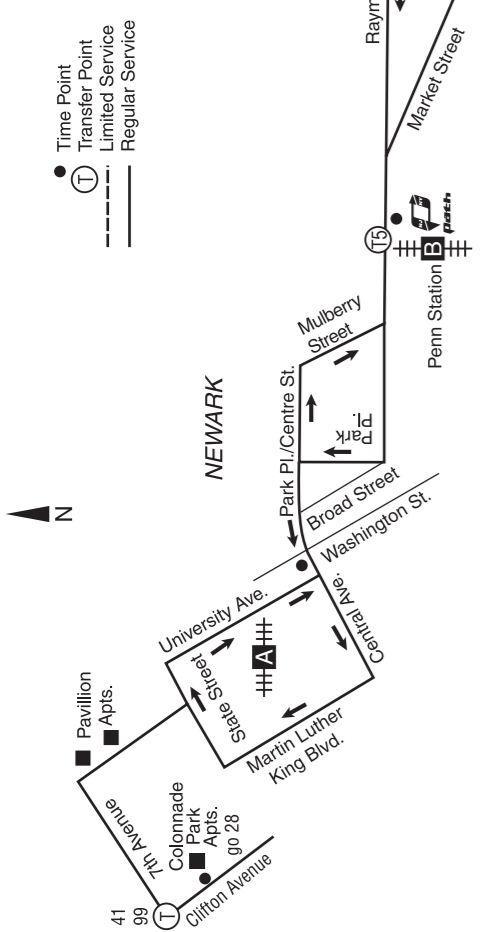 Time Point
T Transfer Point
Limited Service
Regular Service
N
NEWARK
Pavillion
Apts.
7th Avenue
41
99
T
Colonnade
Park
Apts.
go 28
Clifton Avenue
State Street
University Ave.
A
Martin Luther
King Blvd.
Central Ave.
Washington St.
Broad Street
Park Pl./Centre St.
Park
Pl.
Mulberry
Street
T5
B
Penn Station
path
Market Street
Raym